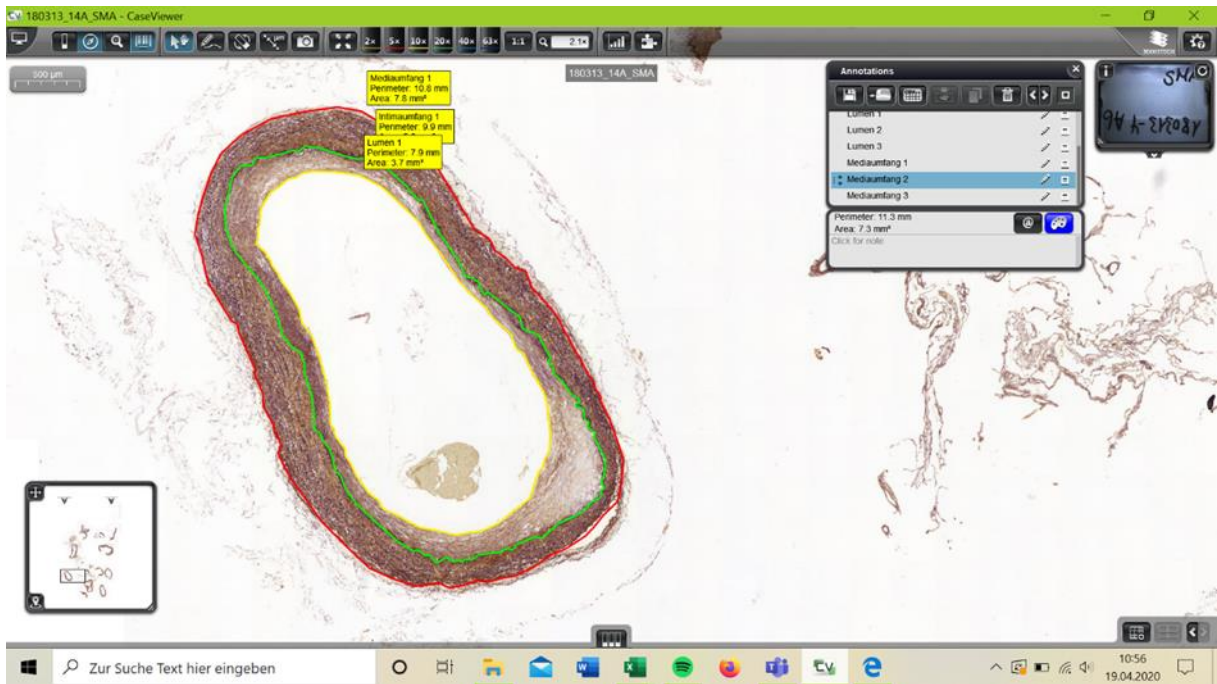 180313_14A_SMA - CaseViewer
2x 5x 10x 20x 40x 63x 1:1 2.1x
500 µm
180313_14A_SMA
Mediaumfang 1
Perimeter: 10.8 mm
Area: 7.8 mm²
Intimaumfang 1
Perimeter: 9.9 mm
Lumen 1
Perimeter: 7.9 mm
Area: 3.7 mm²
Annotations
Lumen 1
Lumen 2
Lumen 3
Mediaumfang 1
Mediaumfang 2
Mediaumfang 3
Perimeter: 11.3 mm
Area: 7.3 mm²
Click for note
SMA
Zur Suche Text hier eingeben
10:56
19.04.2020